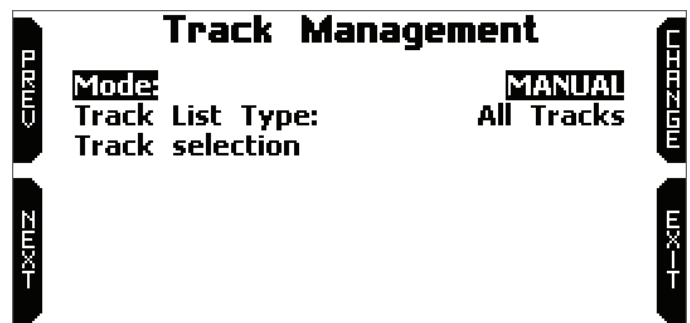 Track Management
PREV
CHANGE
Mode: MANUAL
Track List Type: All Tracks
Track selection
NEXT
EXIT